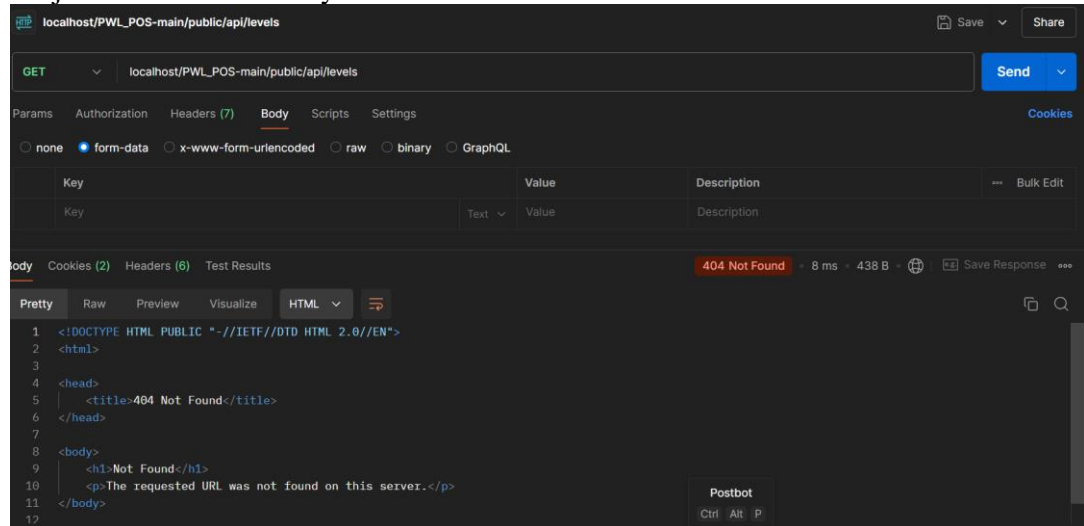 HTTP localhost/PWL_POS-main/public/api/levels Save Share
GET localhost/PWL_POS-main/public/api/levels Send
Params Authorization Headers (7) Body Scripts Settings Cookies
none form-data x-www-form-urlencoded raw binary GraphQL
Key Value Description Bulk Edit
Key Text Value Description
Body Cookies (2) Headers (6) Test Results 404 Not Found 8 ms 438 B Save Response
Pretty Raw Preview Visualize HTML
1 <!DOCTYPE HTML PUBLIC "-//IETF//DTD HTML 2.0//EN">
2 <html>
3
4 <head>
5 <title>404 Not Found</title>
6 </head>
7
8 <body>
9 <h1>Not Found</h1>
10 <p>The requested URL was not found on this server.</p>
11 </body>
12
Postbot
Ctrl Alt P